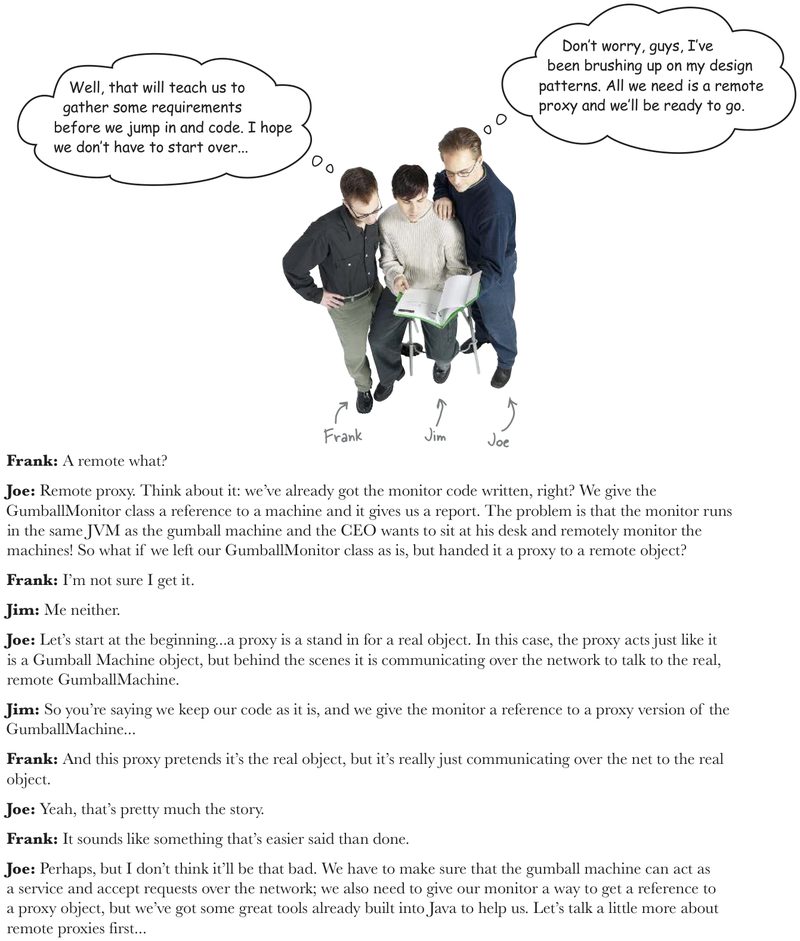 Well, that will teach us to
gather some requirements
before we jump in and code. I hope
we don't have to start over...
Don't worry, guys, I've
been brushing up on my design
patterns. All we need is a remote
proxy and we'll be ready to go.
Frank
Jim
Joe
Frank: A remote what?
Joe: Remote proxy. Think about it: we've already got the monitor code written, right? We give the
GumballMonitor class a reference to a machine and it gives us a report. The problem is that the monitor runs
in the same JVM as the gumball machine and the CEO wants to sit at his desk and remotely monitor the
machines! So what if we left our GumballMonitor class as is, but handed it a proxy to a remote object?
Frank: I'm not sure I get it.
Jim: Me neither.
Joe: Let's start at the beginning...a proxy is a stand in for a real object. In this case, the proxy acts just like it
is a Gumball Machine object, but behind the scenes it is communicating over the network to talk to the real,
remote GumballMachine.
Jim: So you're saying we keep our code as it is, and we give the monitor a reference to a proxy version of the
GumballMachine...
Frank: And this proxy pretends it's the real object, but it's really just communicating over the net to the real
object.
Joe: Yeah, that's pretty much the story.
Frank: It sounds like something that's easier said than done.
Joe: Perhaps, but I don't think it'll be that bad. We have to make sure that the gumball machine can act as
a service and accept requests over the network; we also need to give our monitor a way to get a reference to
a proxy object, but we've got some great tools already built into Java to help us. Let's talk a little more about
remote proxies first...